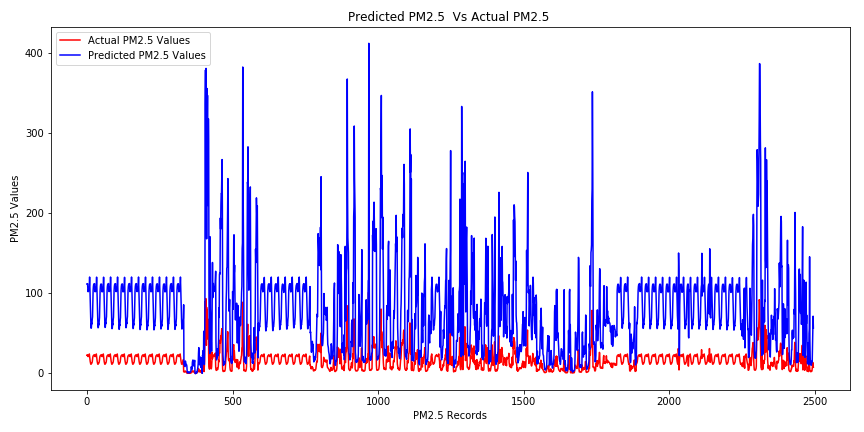 Predicted PM2.5  Vs Actual PM2.5
Actual PM2.5 Values
Predicted PM2.5 Values
PM2.5 Values
400
300
200
100
0
0 500 1000 1500 2000 2500
PM2.5 Records